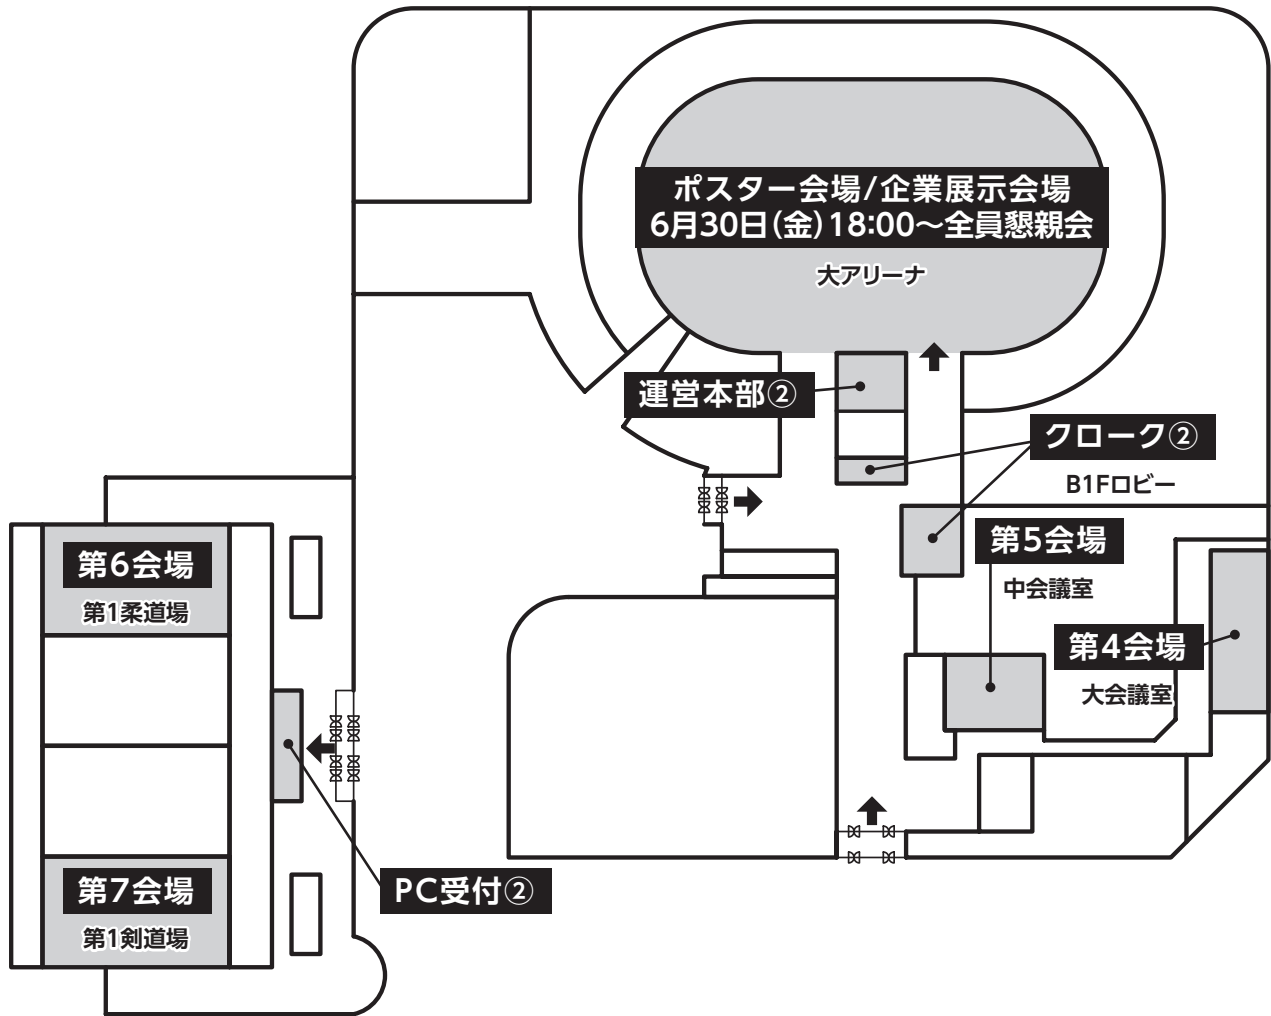 ポスター会場/企業展示会場
6月30日(金)18:00～全員懇親会
大アリーナ
運営本部②
クローク②
B1Fロビー
第5会場
中会議室
第4会場
大会議室
第6会場
第1柔道場
PC受付②
第7会場
第1剣道場